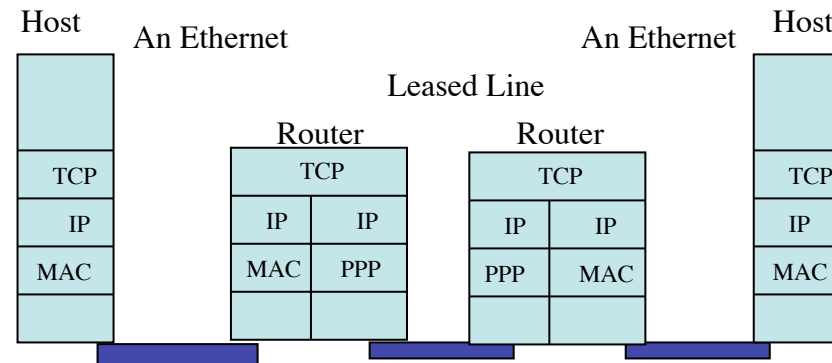 Host
An Ethernet
An Ethernet
Host
Leased Line
Router
Router
TCP
TCP
TCP
TCP
IP
IP
IP
IP
IP
IP
MAC
MAC
PPP
PPP
MAC
MAC